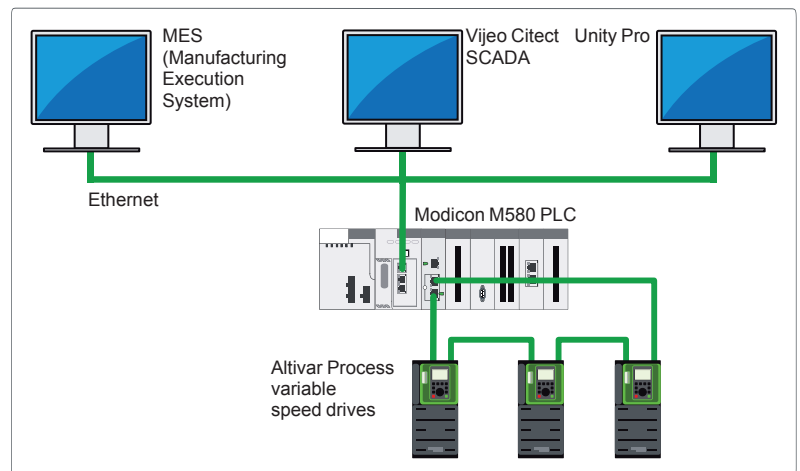 MES
(Manufacturing
Execution
System)
Vijeo Citect
SCADA
Unity Pro
Ethernet
Modicon M580 PLC
Altivar Process
variable
speed drives